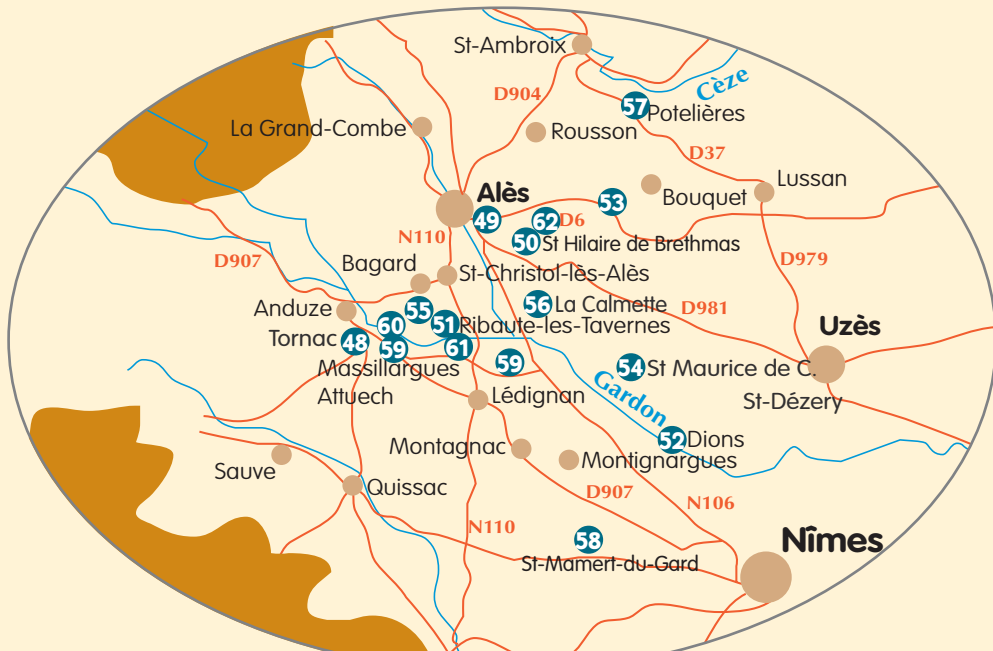 St-Ambroix
Cèze
D904
57
Potelières
La Grand-Combe
Rousson
D37
Lussan
Alès
Bouquet
53
49
62
D6
N110
50
St Hilaire de Brethmas
D907
Bagard
St-Christol-lès-Alès
D979
Anduze
55
56
La Calmette
D981
60
51
Ribaute-les-Tavernes
Uzès
Tornac
48
59
61
59
54
St Maurice de C.
Massillargues
Attuech
Gardon
Lédignan
St-Dézery
52
Dions
Montagnac
Montignargues
Sauve
Quissac
D907
N106
N110
58
Nîmes
St-Mamert-du-Gard